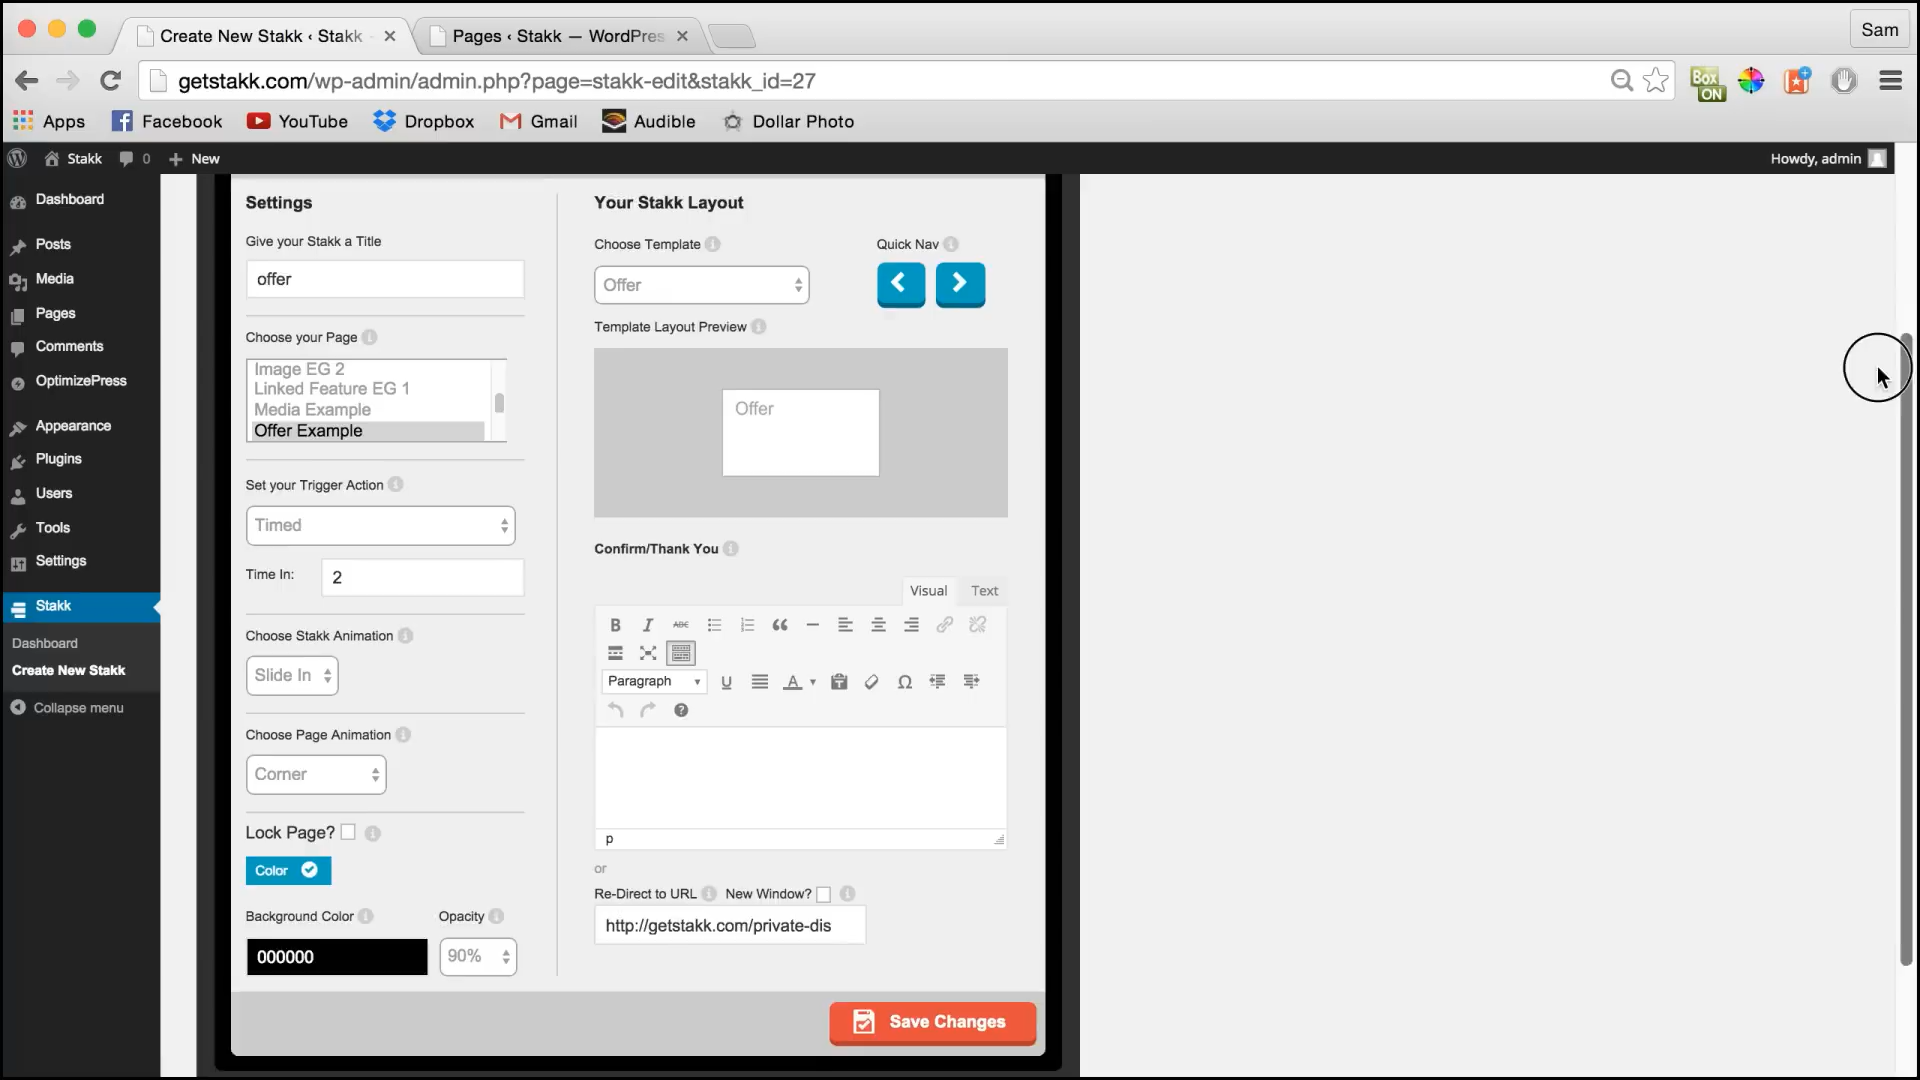 Create New Stakk ‹ Stakk
Pages ‹ Stakk — WordPres
Sam
getstakk.com/wp-admin/admin.php?page=stakk-edit&stakk_id=27
Box
ON
Apps
Facebook
YouTube
Dropbox
Gmail
Audible
Dollar Photo
Stakk
0
New
Howdy, admin
Dashboard
Posts
Media
Pages
Comments
OptimizePress
Appearance
Plugins
Users
Tools
Settings
Stakk
Dashboard
Create New Stakk
Collapse menu
Settings
Give your Stakk a Title
offer
Choose your Page
Image EG 2
Linked Feature EG 1
Media Example
Offer Example
Set your Trigger Action
Timed
Time In:
2
Choose Stakk Animation
Slide In
Choose Page Animation
Corner
Lock Page?
Color
Background Color
Opacity
000000
90%
Your Stakk Layout
Choose Template
Quick Nav
Offer
Template Layout Preview
Offer
Confirm/Thank You
Visual
Text
B
I
ABC
Paragraph
U
A
Ω
p
or
Re-Direct to URL
New Window?
http://getstakk.com/private-dis
Save Changes